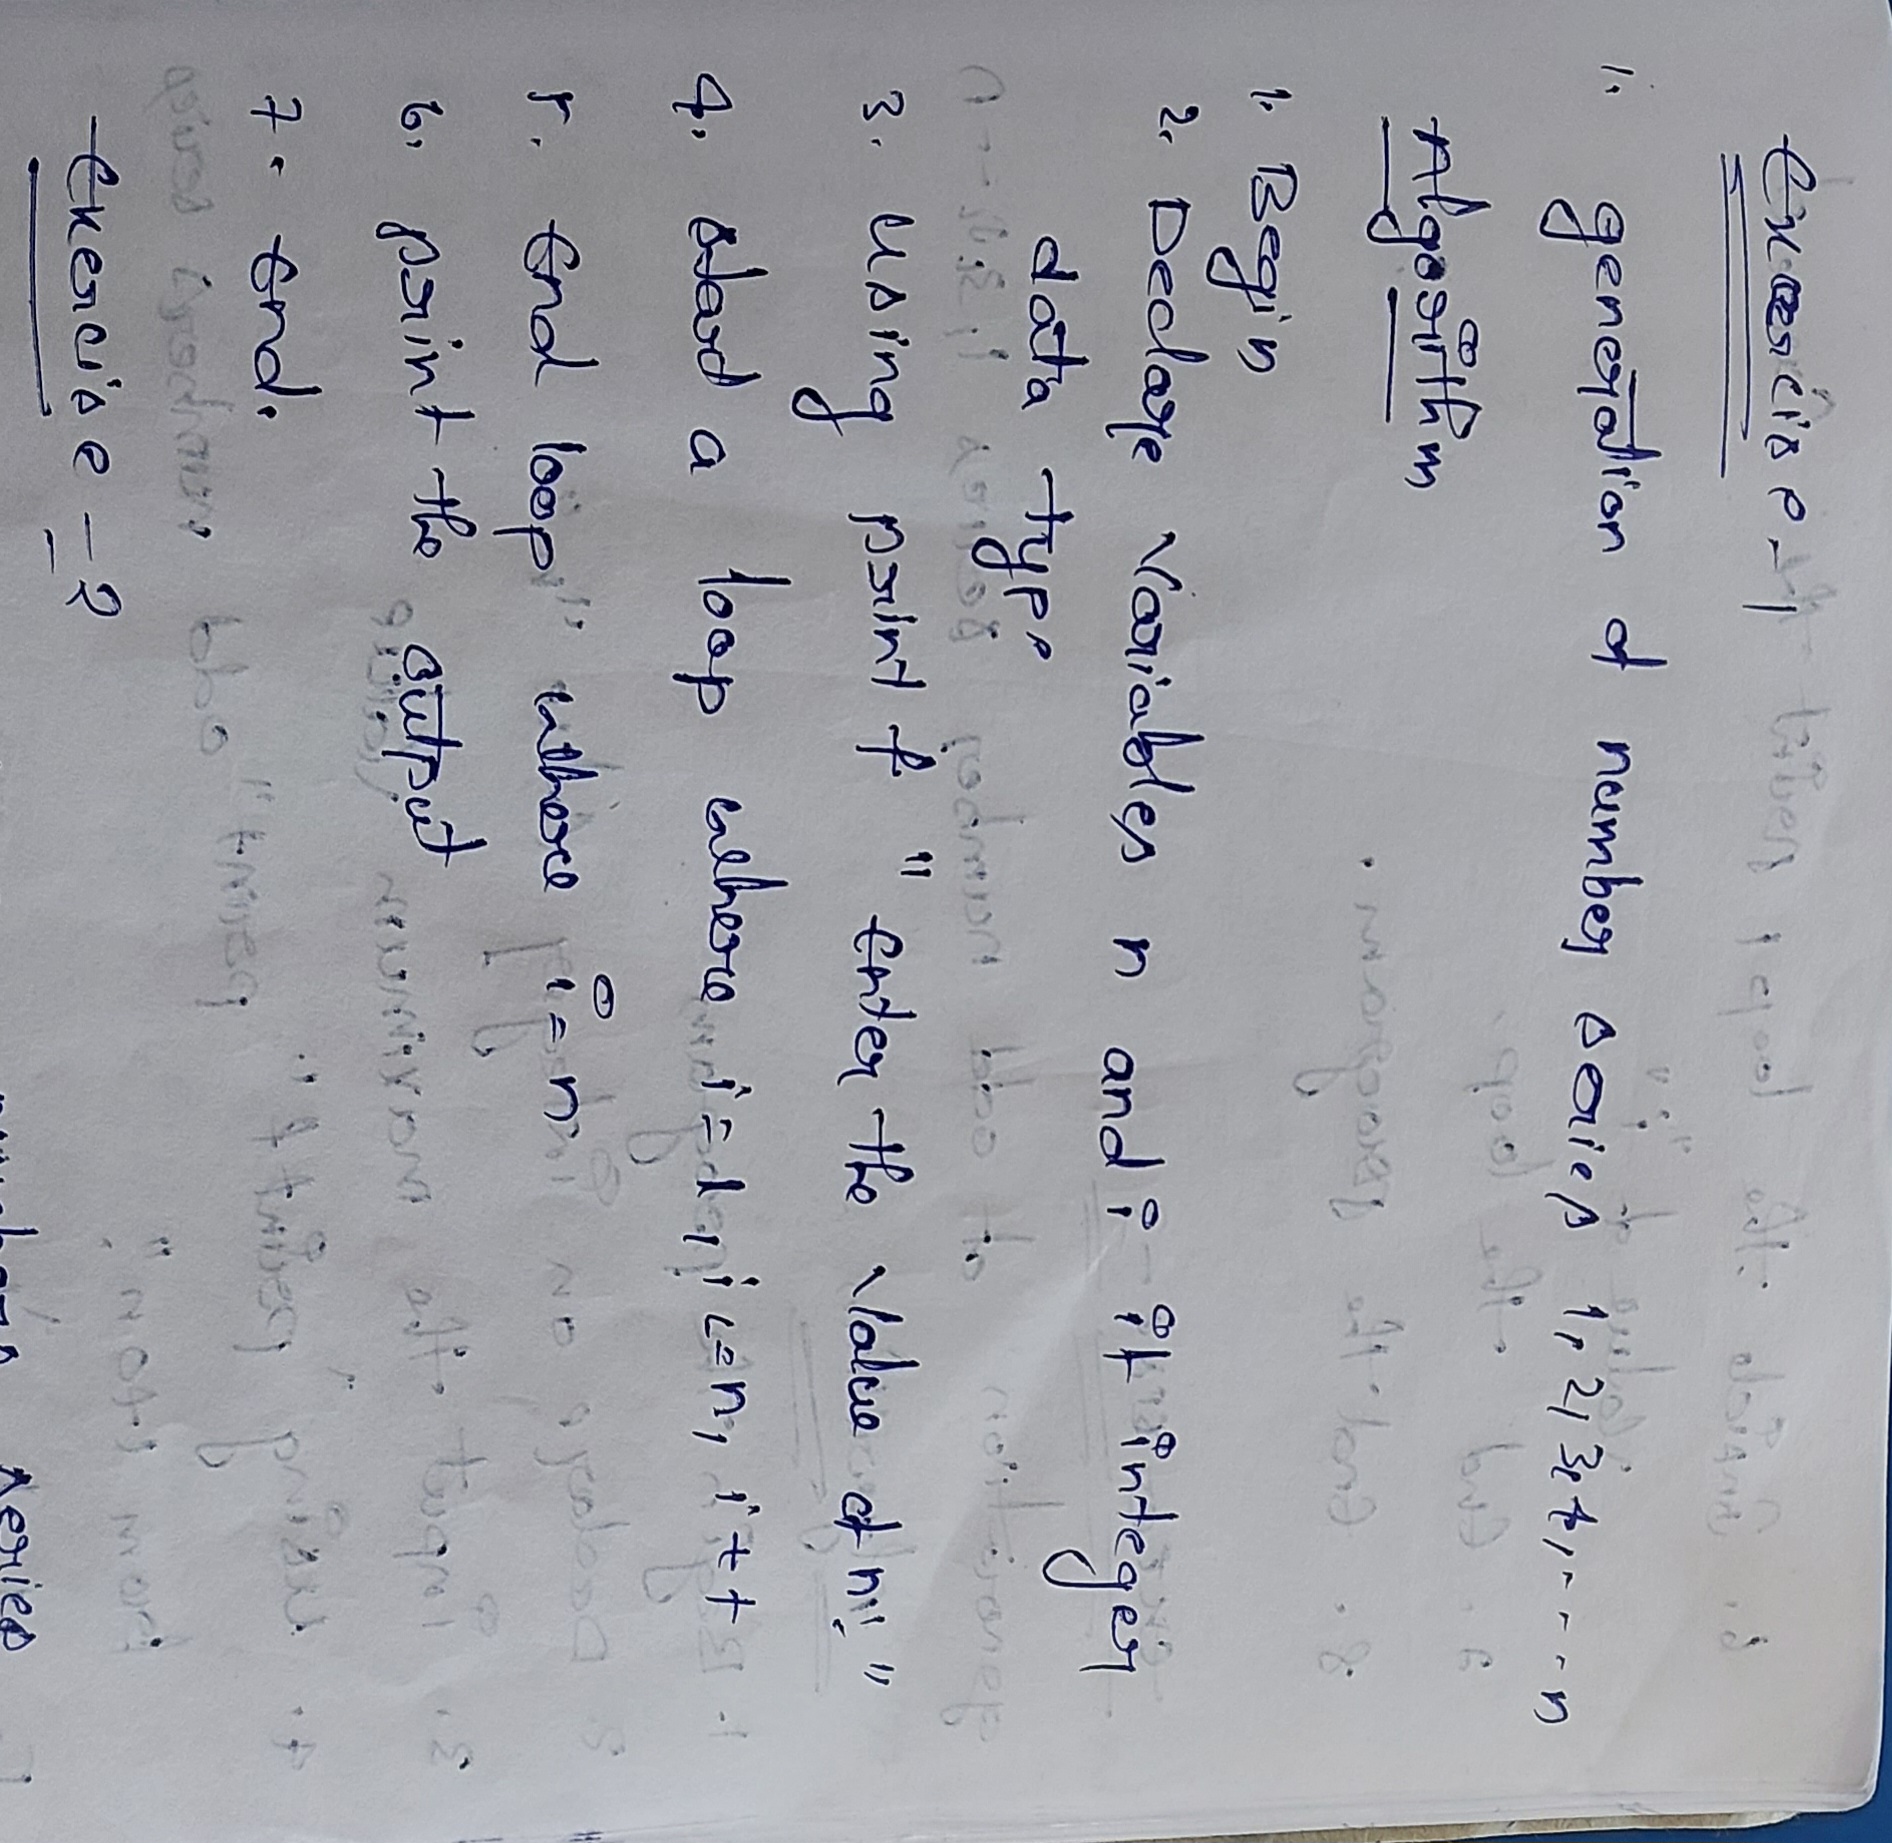 Exercise-1
1. generation of number series 1, 2, 3, 4, ---- n
Algorithm
1. Begin
2. Declare variables n and i it integer
data type
3. using print f " Enter the value of n". "
4. start a loop where i=1, i<=n, i++
5. End loop where i=n
6. print the output
7. End.
Exercise -2
series